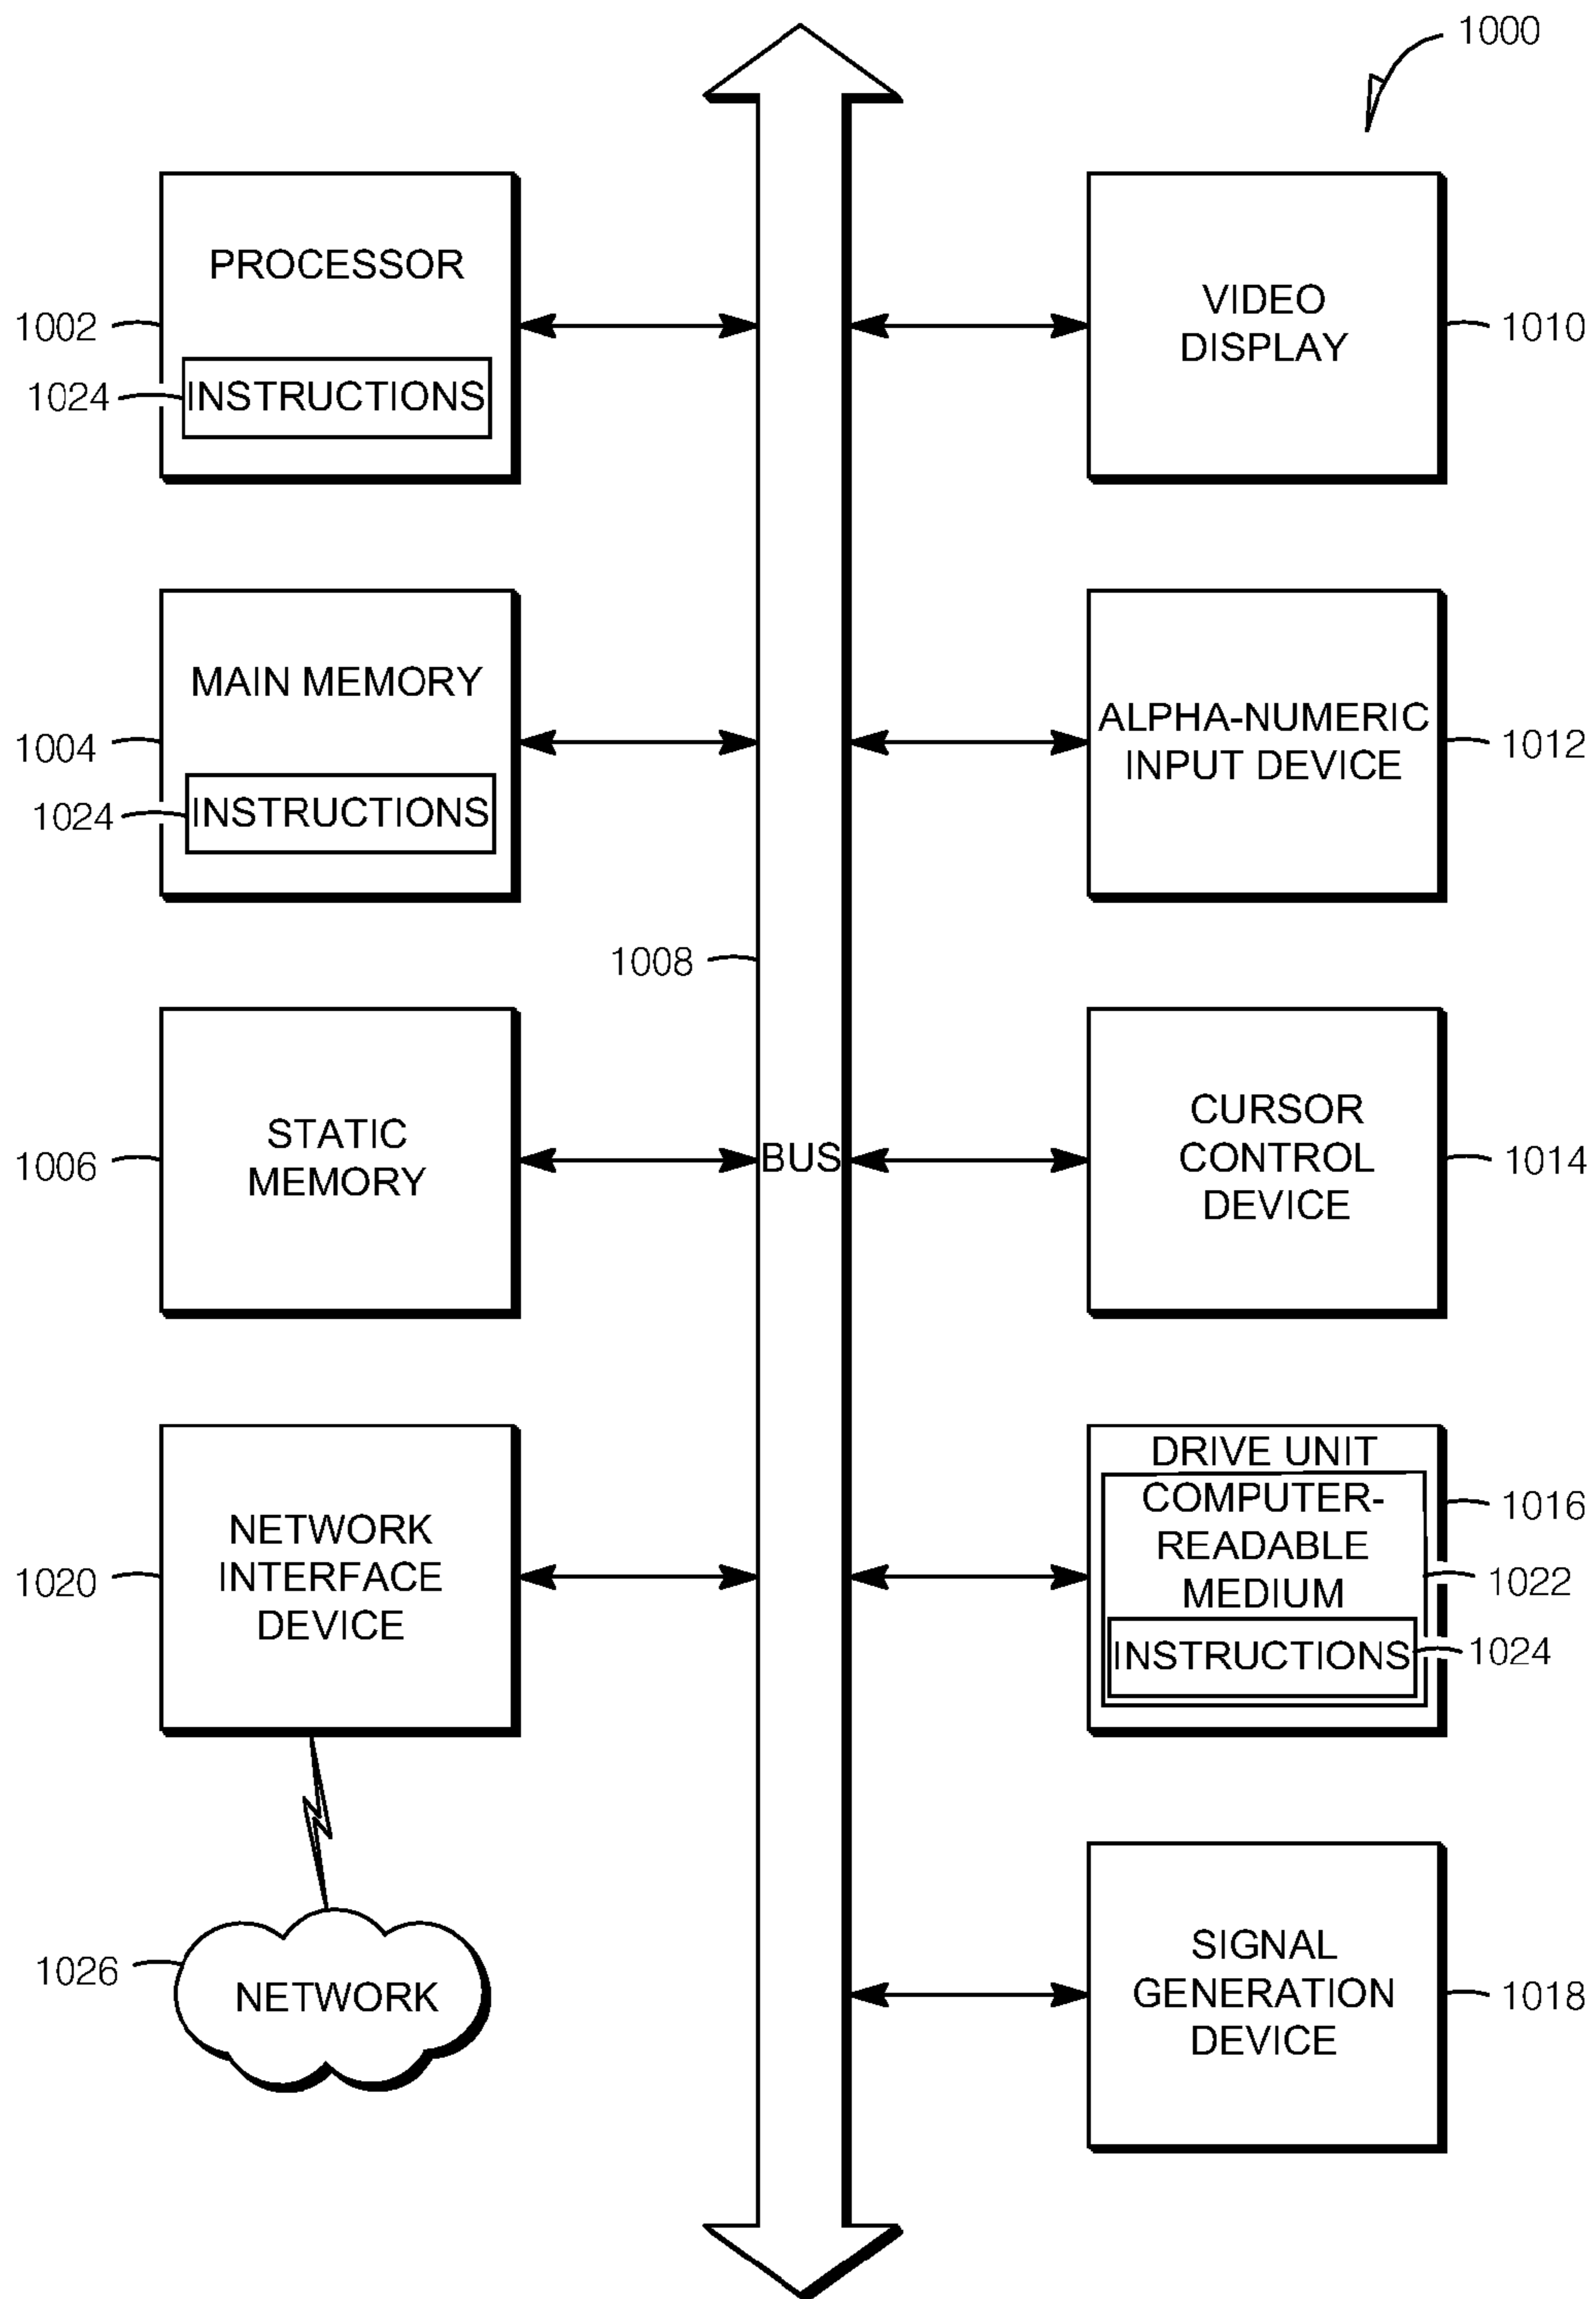 1000
PROCESSOR
1002
1024
INSTRUCTIONS
VIDEO
DISPLAY
1010
MAIN MEMORY
1004
1024
INSTRUCTIONS
ALPHA-NUMERIC
INPUT DEVICE
1012
1008
STATIC
MEMORY
1006
BUS
CURSOR
CONTROL
DEVICE
1014
NETWORK
INTERFACE
DEVICE
1020
DRIVE UNIT
COMPUTER-
READABLE
MEDIUM
1016
1022
INSTRUCTIONS
1024
1026
NETWORK
SIGNAL
GENERATION
DEVICE
1018